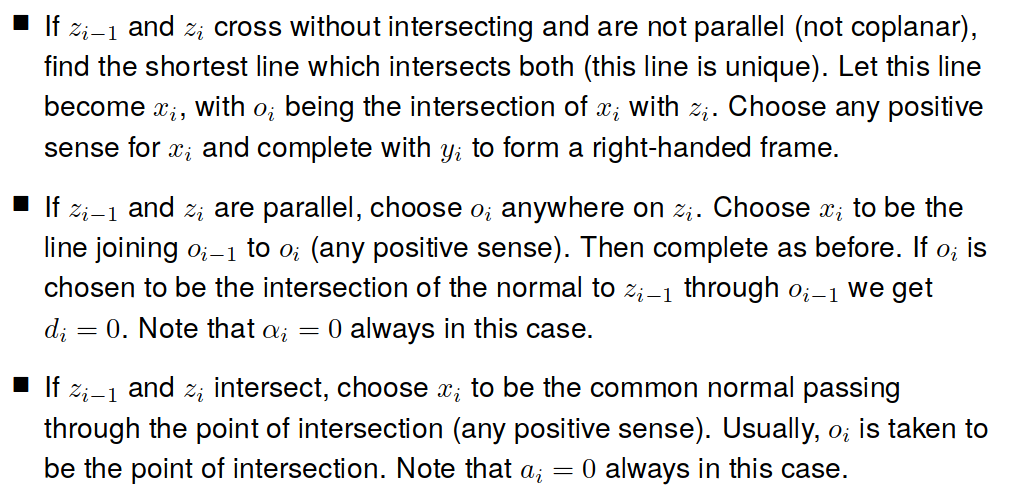 ■ If $z_{i-1}$ and $z_i$ cross without intersecting and are not parallel (not coplanar),
find the shortest line which intersects both (this line is unique). Let this line
become $x_i$, with $o_i$ being the intersection of $x_i$ with $z_i$. Choose any positive
sense for $x_i$ and complete with $y_i$ to form a right-handed frame.
■ If $z_{i-1}$ and $z_i$ are parallel, choose $o_i$ anywhere on $z_i$. Choose $x_i$ to be the
line joining $o_{i-1}$ to $o_i$ (any positive sense). Then complete as before. If $o_i$ is
chosen to be the intersection of the normal to $z_{i-1}$ through $o_{i-1}$ we get
$d_i = 0$. Note that $\alpha_i = 0$ always in this case.
■ If $z_{i-1}$ and $z_i$ intersect, choose $x_i$ to be the common normal passing
through the point of intersection (any positive sense). Usually, $o_i$ is taken to
be the point of intersection. Note that $a_i = 0$ always in this case.